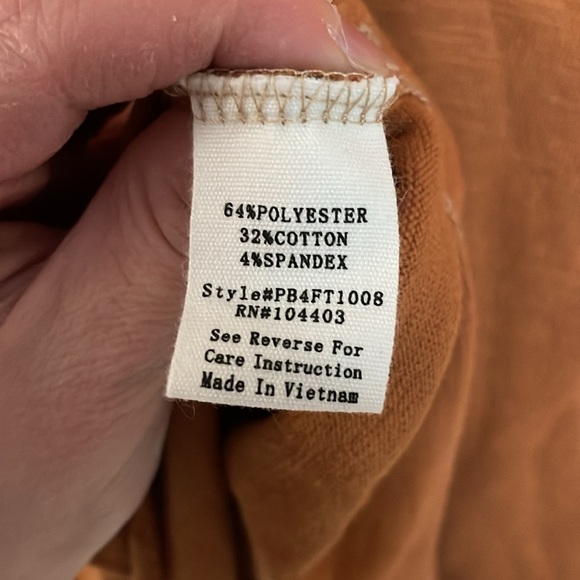 64%POLYESTER
32%COTTON
4%SPANDEX
Style#PB4FT1008
RN#104403
See Reverse For
Care Instruction
Made In Vietnam